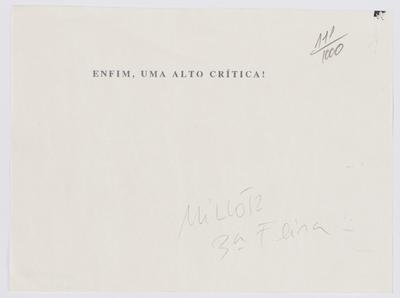 111/1000
ENFIM, UMA ALTO CRÍTICA!
MILLÔR
3ª Feira